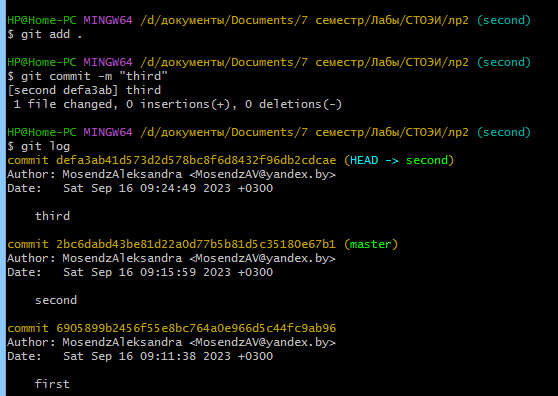 HP@Home-PC MINGW64 /d/документы/Documents/7 семестр/Лабы/СТОЭИ/лр2 (second)
$ git add .
HP@Home-PC MINGW64 /d/документы/Documents/7 семестр/Лабы/СТОЭИ/лр2 (second)
$ git commit -m "third"
[second defa3ab] third
 1 file changed, 0 insertions(+), 0 deletions(-)
HP@Home-PC MINGW64 /d/документы/Documents/7 семестр/Лабы/СТОЭИ/лр2 (second)
$ git log
commit defa3ab41d573d2d578bc8f6d8432f96db2cdcae (HEAD -> second)
Author: MosendzAleksandra <MosendzAV@yandex.by>
Date:   Sat Sep 16 09:24:49 2023 +0300
    third
commit 2bc6dabd43be81d22a0d77b5b81d5c35180e67b1 (master)
Author: MosendzAleksandra <MosendzAV@yandex.by>
Date:   Sat Sep 16 09:15:59 2023 +0300
    second
commit 6905899b2456f55e8bc764a0e966d5c44fc9ab96
Author: MosendzAleksandra <MosendzAV@yandex.by>
Date:   Sat Sep 16 09:11:38 2023 +0300
    first